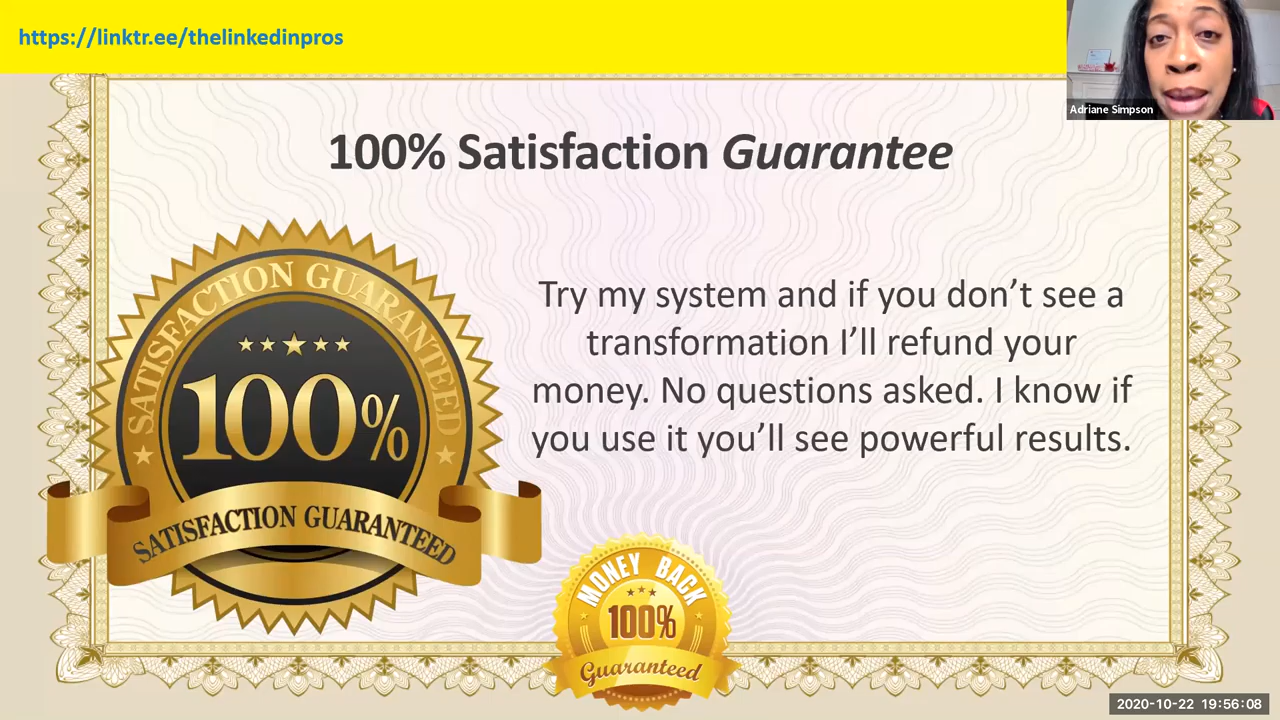 https://linktr.ee/thelinkedinpros
Adriane Simpson
100% Satisfaction Guarantee
SATISFACTION GUARANTEED
100%
SATISFACTION GUARANTEED
Try my system and if you don’t see a
transformation I’ll refund your
money. No questions asked. I know if
you use it you’ll see powerful results.
MONEY BACK
100%
Guaranteed
2020-10-22 19:56:08